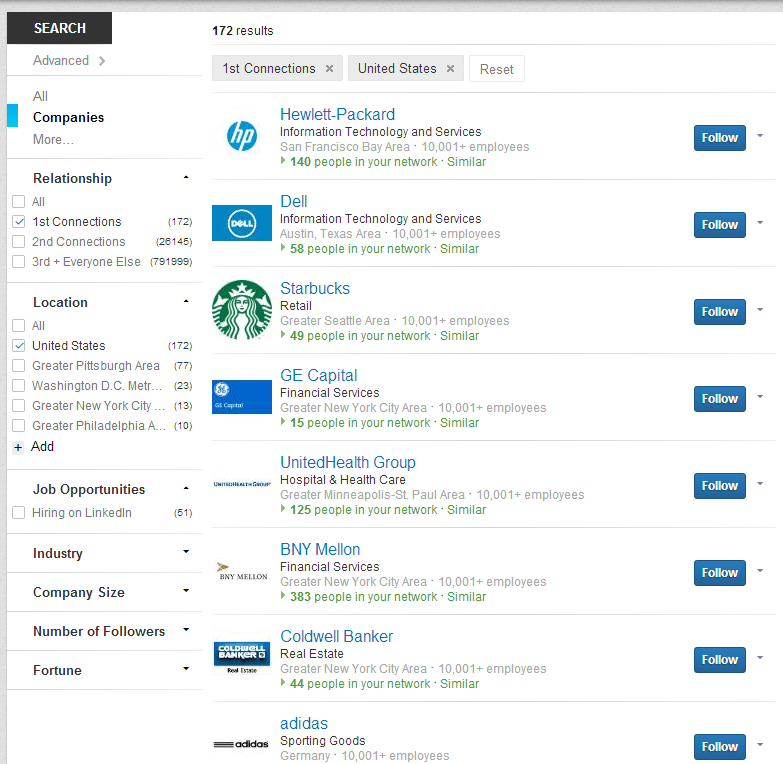 SEARCH
Advanced
All
Companies
More...
Relationship
All
1st Connections (172)
2nd Connections (26145)
3rd + Everyone Else (791999)
Location
All
United States (172)
Greater Pittsburgh Area (77)
Washington D.C. Metr... (23)
Greater New York City ... (13)
Greater Philadelphia A... (10)
+ Add
Job Opportunities
Hiring on LinkedIn (51)
Industry
Company Size
Number of Followers
Fortune
172 results
1st Connections × United States × Reset
hp
Hewlett-Packard
Information Technology and Services
San Francisco Bay Area · 10,001+ employees
140 people in your network · Similar
Follow
DELL
Dell
Information Technology and Services
Austin, Texas Area · 10,001+ employees
58 people in your network · Similar
Follow
Starbucks
Retail
Greater Seattle Area · 10,001+ employees
49 people in your network · Similar
Follow
GE Capital
GE Capital
Financial Services
Greater New York City Area · 10,001+ employees
15 people in your network · Similar
Follow
UNITEDHEALTH GROUP
UnitedHealth Group
Hospital & Health Care
Greater Minneapolis-St. Paul Area · 10,001+ employees
125 people in your network · Similar
Follow
BNY MELLON
BNY Mellon
Financial Services
Greater New York City Area · 10,001+ employees
383 people in your network · Similar
Follow
COLDWELL
BANKER
Real Estate
Coldwell Banker
Real Estate
Greater New York City Area · 10,001+ employees
44 people in your network · Similar
Follow
adidas
adidas
Sporting Goods
Germany · 10,001+ employees
Follow